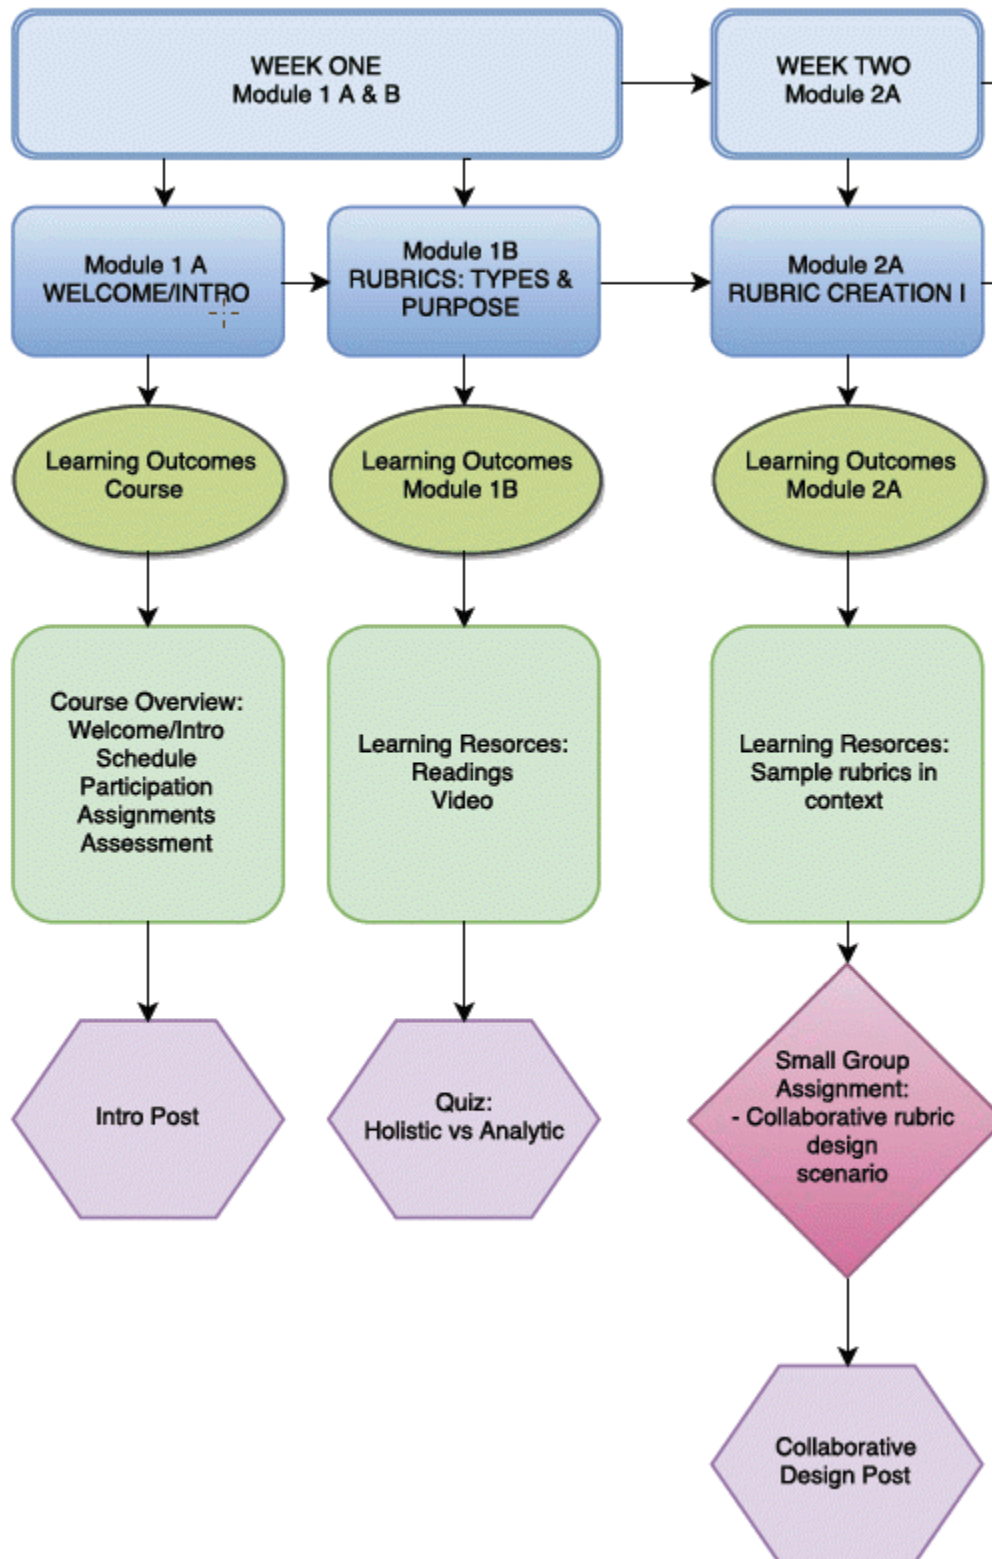 WEEK ONE
Module 1 A & B
WEEK TWO
Module 2A
Module 1 A
WELCOME/INTRO
Module 1B
RUBRICS: TYPES &
PURPOSE
Module 2A
RUBRIC CREATION I
Learning Outcomes
Course
Learning Outcomes
Module 1B
Learning Outcomes
Module 2A
Course Overview:
Welcome/Intro
Schedule
Participation
Assignments
Assessment
Learning Resorces:
Readings
Video
Learning Resorces:
Sample rubrics in
context
Intro Post
Quiz:
Holistic vs Analytic
Small Group
Assignment:
- Collaborative rubric
design
scenario
Collaborative
Design Post